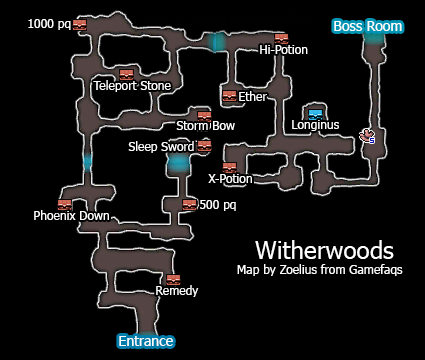 1000 pq
Boss Room
Hi-Potion
Teleport Stone
Ether
Storm Bow
Longinus
Sleep Sword
S
X-Potion
Phoenix Down
500 pq
Witherwoods
Map by Zoelius from Gamefaqs
Remedy
Entrance